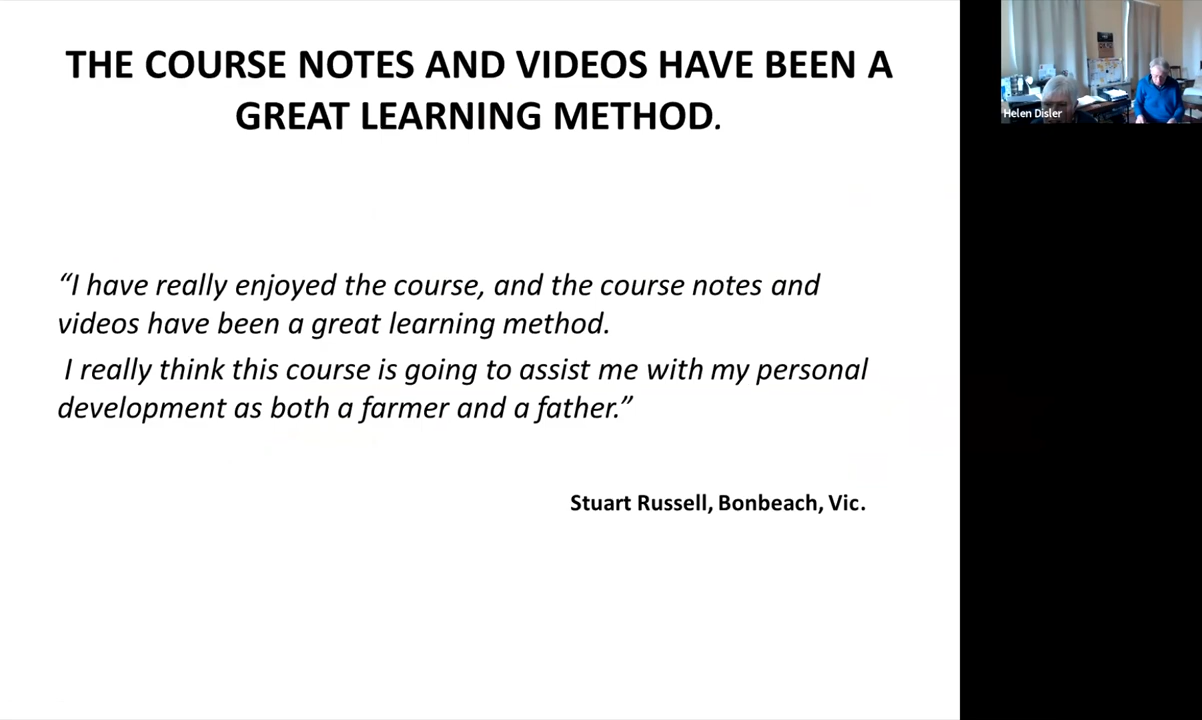 THE COURSE NOTES AND VIDEOS HAVE BEEN A
GREAT LEARNING METHOD.
“I have really enjoyed the course, and the course notes and
videos have been a great learning method.
I really think this course is going to assist me with my personal
development as both a farmer and a father.”
Stuart Russell, Bonbeach, Vic.
Helen Disler